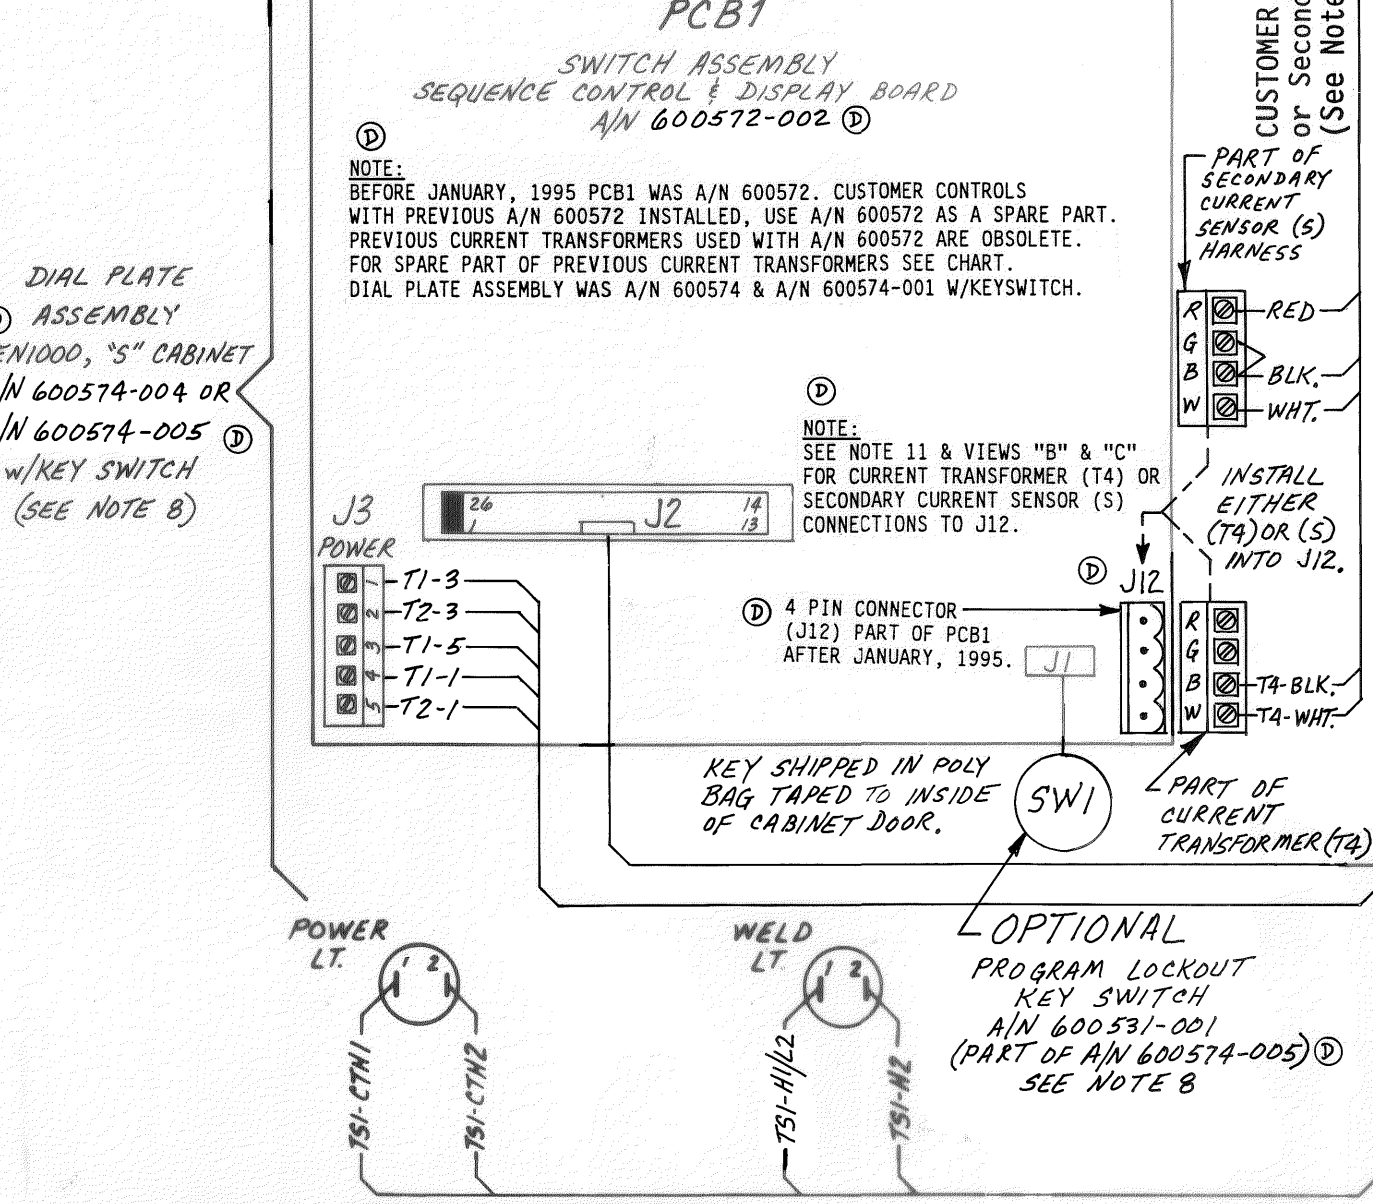 PCB1
SWITCH ASSEMBLY
SEQUENCE CONTROL & DISPLAY BOARD
A/N 600572-002 D
D
NOTE:
BEFORE JANUARY, 1995 PCB1 WAS A/N 600572. CUSTOMER CONTROLS
WITH PREVIOUS A/N 600572 INSTALLED, USE A/N 600572 AS A SPARE PART.
PREVIOUS CURRENT TRANSFORMERS USED WITH A/N 600572 ARE OBSOLETE.
FOR SPARE PART OF PREVIOUS CURRENT TRANSFORMERS SEE CHART.
DIAL PLATE ASSEMBLY WAS A/N 600574 & A/N 600574-001 W/KEYSWITCH.
CUSTOMER
or Second
(See Note
PART OF
SECONDARY
CURRENT
SENSOR (S)
HARNESS
R RED
G
B BLK.
W WHT.
DIAL PLATE
D ASSEMBLY
EN1000, "S" CABINET
/N 600574-004 OR
/N 600574-005 D
W/KEY SWITCH
(SEE NOTE 8)
D
NOTE:
SEE NOTE 11 & VIEWS "B" & "C"
FOR CURRENT TRANSFORMER (T4) OR
SECONDARY CURRENT SENSOR (S)
CONNECTIONS TO J12.
INSTALL
EITHER
(T4) OR (S)
INTO J12.
J3
POWER
26 J2 14
1 13
1 T1-3
2 T2-3
3 T1-5
4 T1-1
5 T2-1
D J12
D 4 PIN CONNECTOR
(J12) PART OF PCB1
AFTER JANUARY, 1995.
J1
R
G
B T4-BLK.
W T4-WHT.
KEY SHIPPED IN POLY
BAG TAPED TO INSIDE
OF CABINET DOOR.
SW1
PART OF
CURRENT
TRANSFORMER (T4)
POWER
LT.
1 2
TS1-CTH1
TS1-CTH2
WELD
LT.
1 2
TS1-H1/L2
TS1-H2
OPTIONAL
PROGRAM LOCKOUT
KEY SWITCH
A/N 600531-001
(PART OF A/N 600574-005) D
SEE NOTE 8